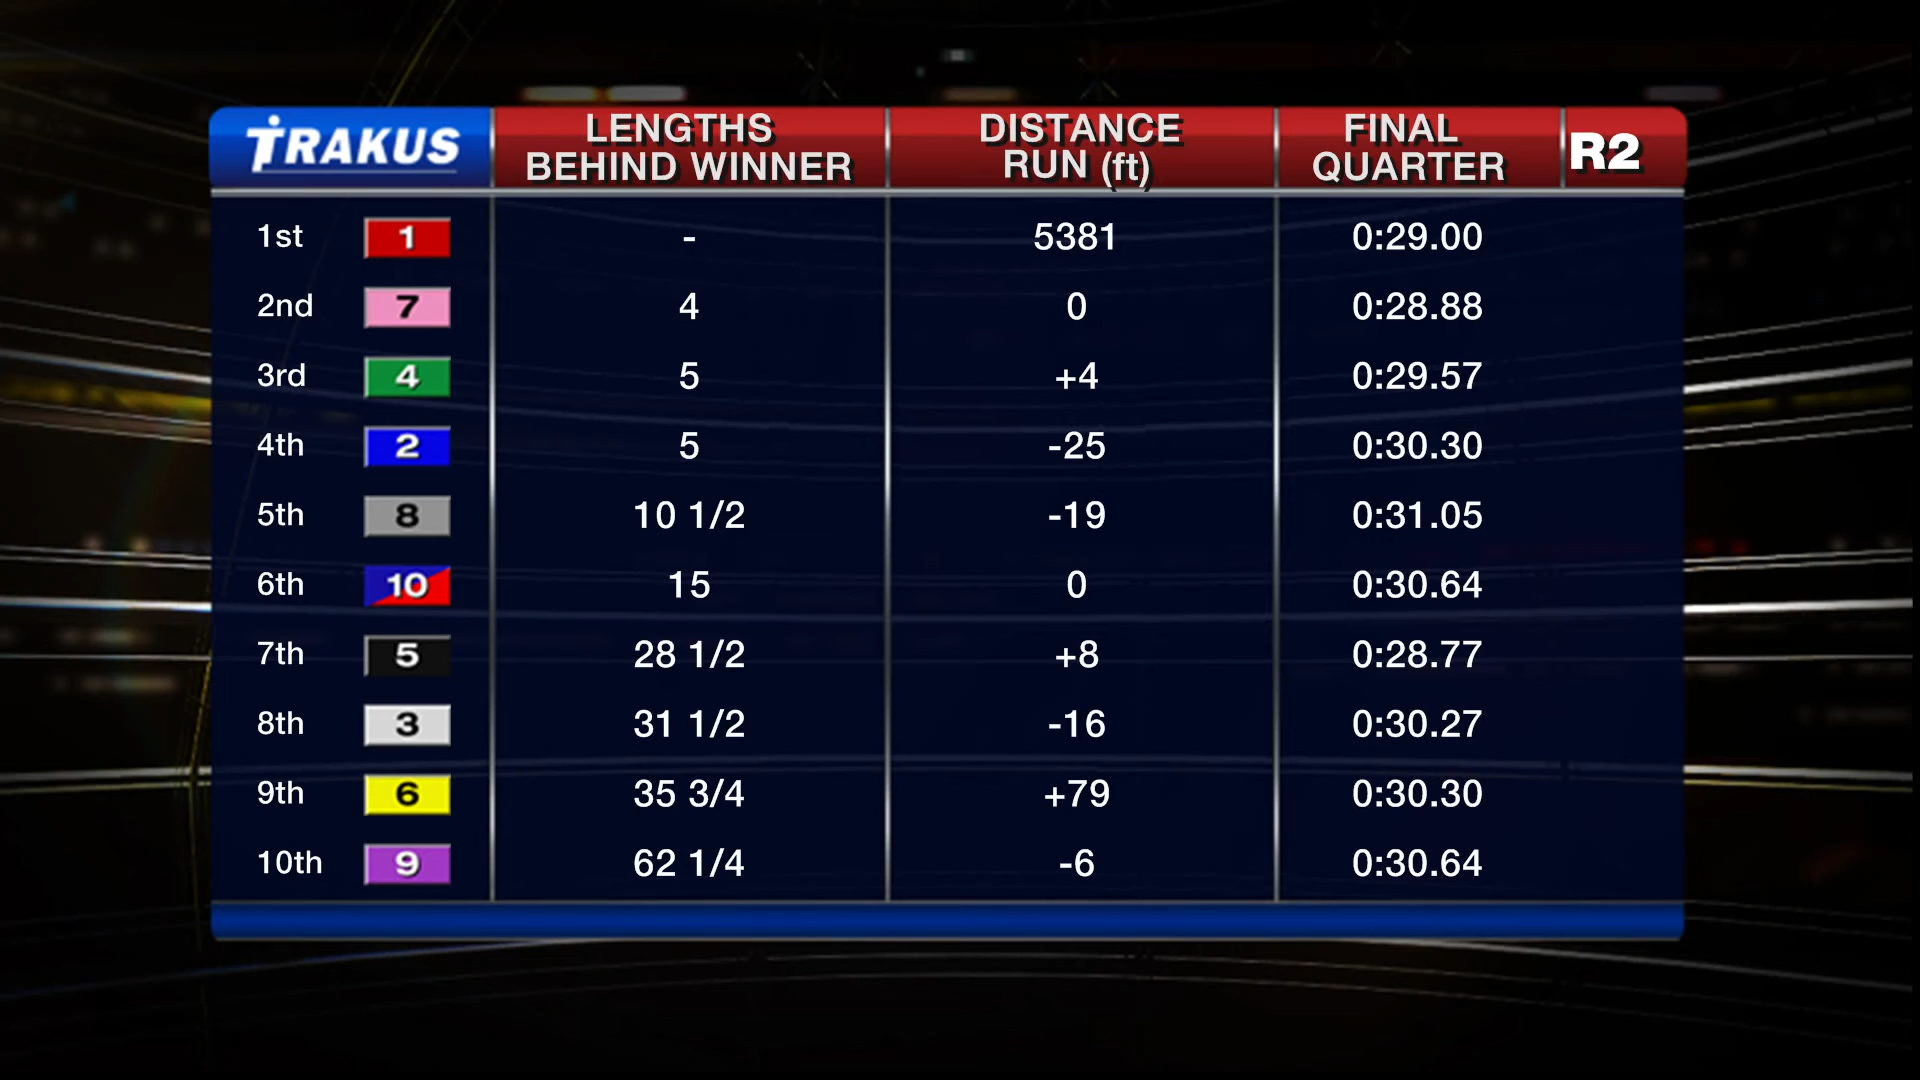 TRAKUS
LENGTHS
BEHIND WINNER
DISTANCE
RUN (ft)
FINAL
QUARTER
R2
1st 1 - 5381 0:29.00
2nd 7 4 0 0:28.88
3rd 4 5 +4 0:29.57
4th 2 5 -25 0:30.30
5th 8 10 1/2 -19 0:31.05
6th 10 15 0 0:30.64
7th 5 28 1/2 +8 0:28.77
8th 3 31 1/2 -16 0:30.27
9th 6 35 3/4 +79 0:30.30
10th 9 62 1/4 -6 0:30.64